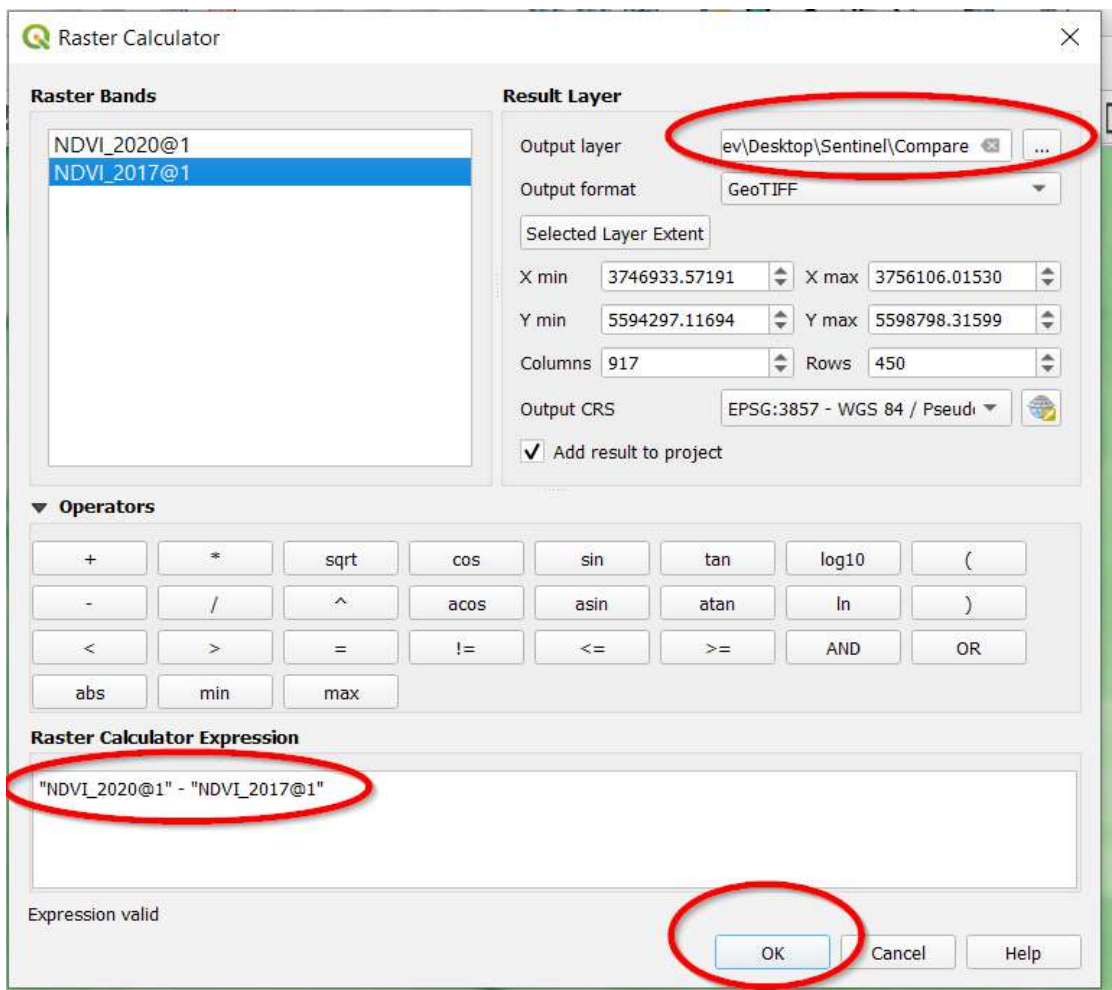 Raster Calculator
Raster Bands
NDVI_2020@1
NDVI_2017@1
Result Layer
Output layer ev\Desktop\Sentinel\Compare ...
Output format GeoTIFF
Selected Layer Extent
X min 3746933.57191 X max 3756106.01530
Y min 5594297.11694 Y max 5598798.31599
Columns 917 Rows 450
Output CRS EPSG:3857 - WGS 84 / Pseud
Add result to project
Operators
+ * sqrt cos sin tan log10 (
- / ^ acos asin atan ln )
< > = != <= >= AND OR
abs min max
Raster Calculator Expression
"NDVI_2020@1" - "NDVI_2017@1"
Expression valid
OK Cancel Help